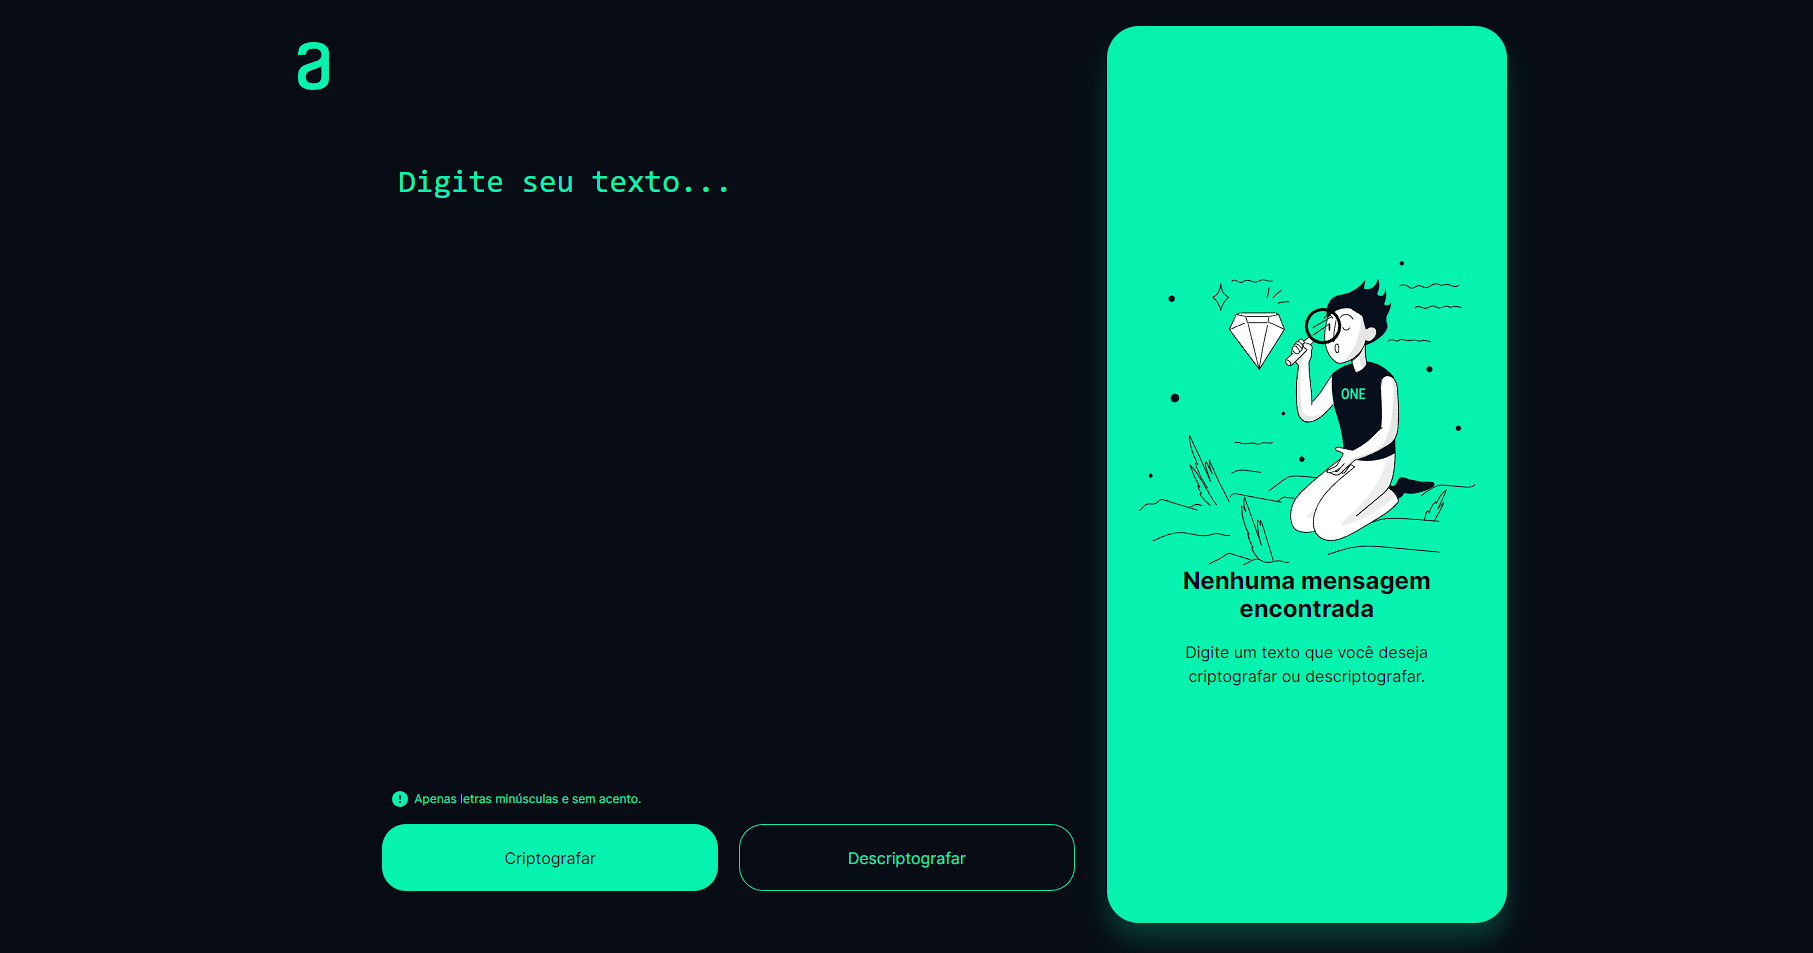 a
Digite seu texto...
ONE
Nenhuma mensagem
encontrada
Digite um texto que você deseja
criptografar ou descriptografar.
Apenas letras minúsculas e sem acento.
Criptografar
Descriptografar